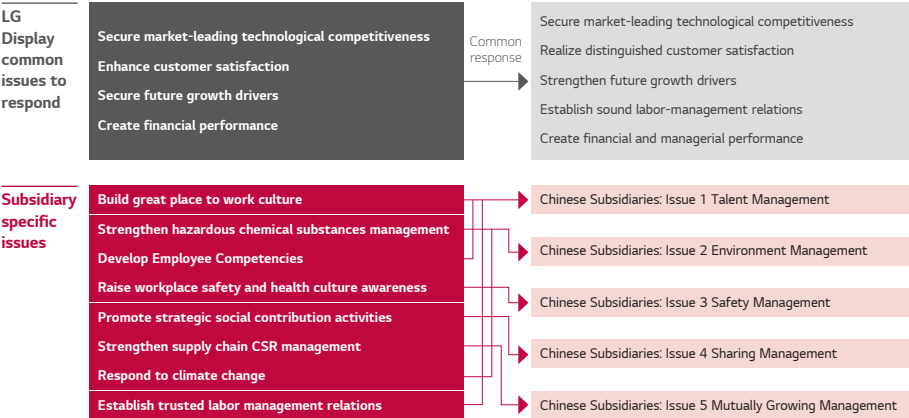 LG
Display
common
issues to
respond
Secure market-leading technological competitiveness
Enhance customer satisfaction
Secure future growth drivers
Create financial performance
Common
response
Secure market-leading technological competitiveness
Realize distinguished customer satisfaction
Strengthen future growth drivers
Establish sound labor-management relations
Create financial and managerial performance
Subsidiary
specific
issues
Build great place to work culture
Strengthen hazardous chemical substances management
Develop Employee Competencies
Raise workplace safety and health culture awareness
Promote strategic social contribution activities
Strengthen supply chain CSR management
Respond to climate change
Establish trusted labor management relations
Chinese Subsidiaries: Issue 1 Talent Management
Chinese Subsidiaries: Issue 2 Environment Management
Chinese Subsidiaries: Issue 3 Safety Management
Chinese Subsidiaries: Issue 4 Sharing Management
Chinese Subsidiaries: Issue 5 Mutually Growing Management